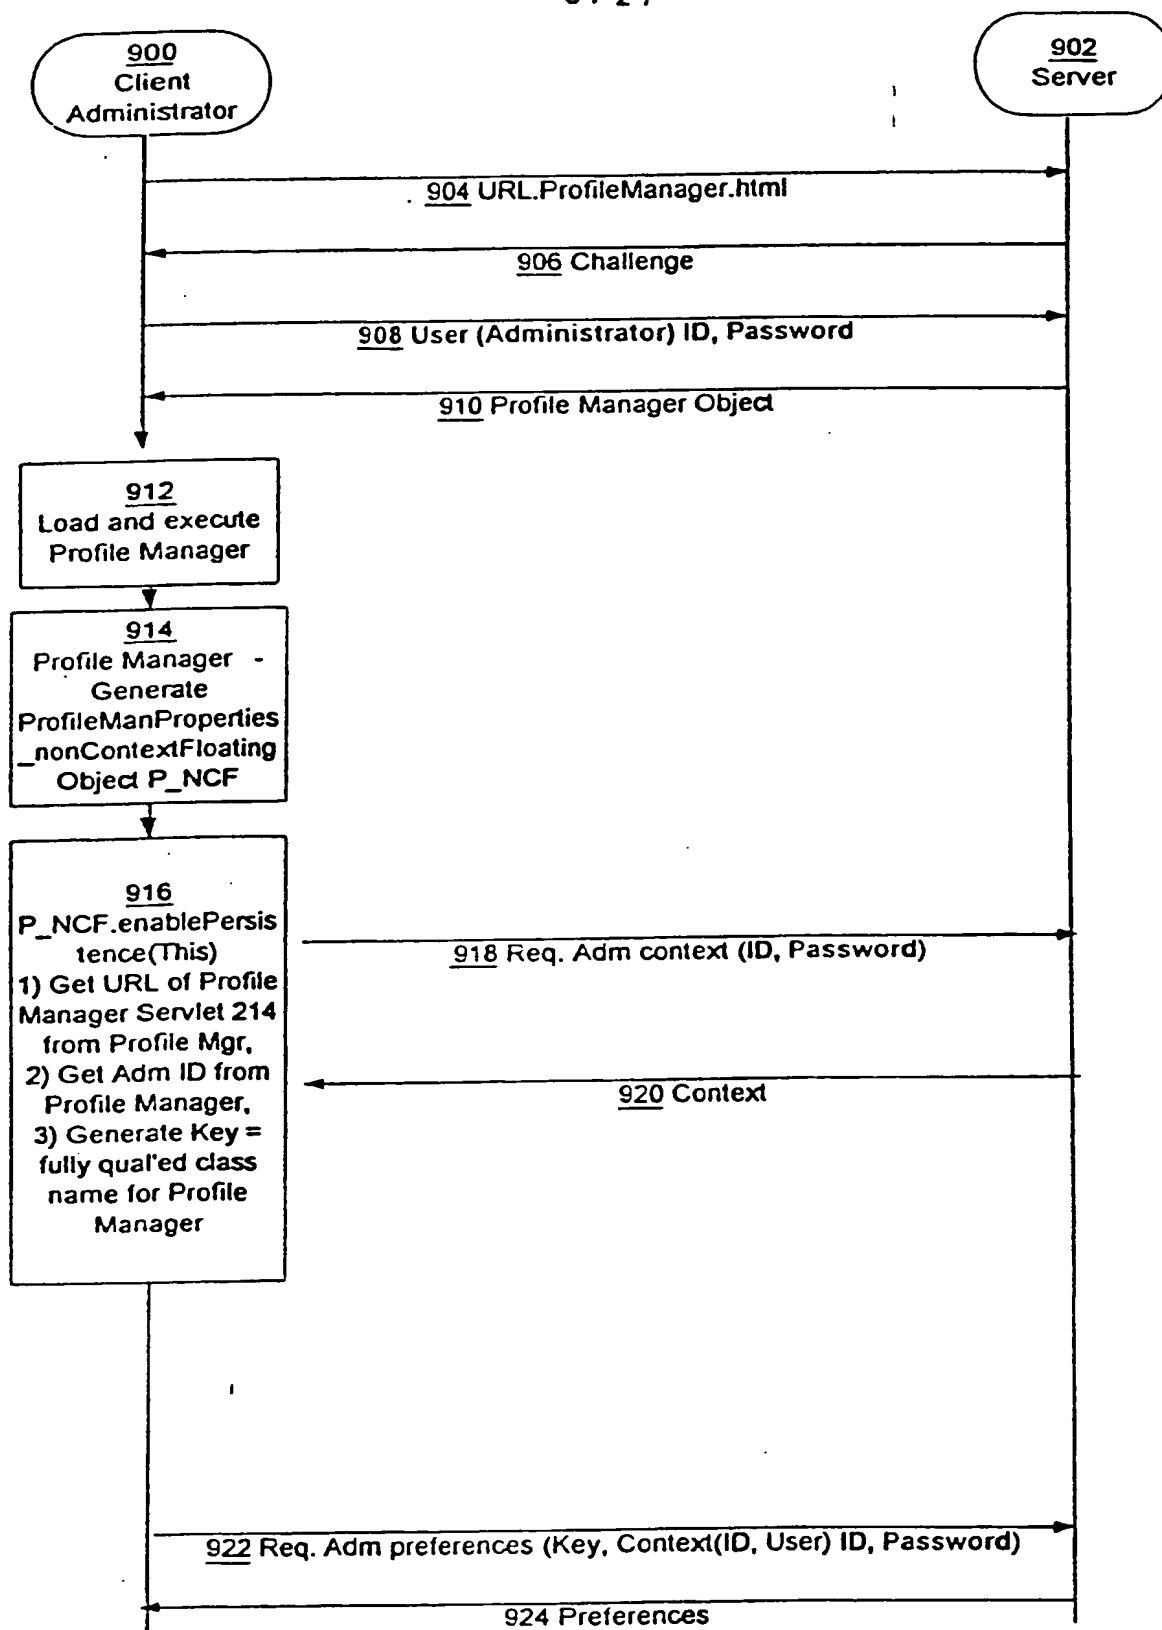 900
Client
Administrator
902
Server
904 URL.ProfileManager.html
906 Challenge
908 User (Administrator) ID, Password
910 Profile Manager Object
912
Load and execute
Profile Manager
914
Profile Manager -
Generate
ProfileManProperties
_nonContextFloating
Object P_NCF
916
P_NCF.enablePersis
tence(This)
1) Get URL of Profile
Manager Servlet 214
from Profile Mgr,
2) Get Adm ID from
Profile Manager,
3) Generate Key =
fully qual'ed class
name for Profile
Manager
918 Req. Adm context (ID, Password)
920 Context
922 Req. Adm preferences (Key, Context(ID, User) ID, Password)
924 Preferences